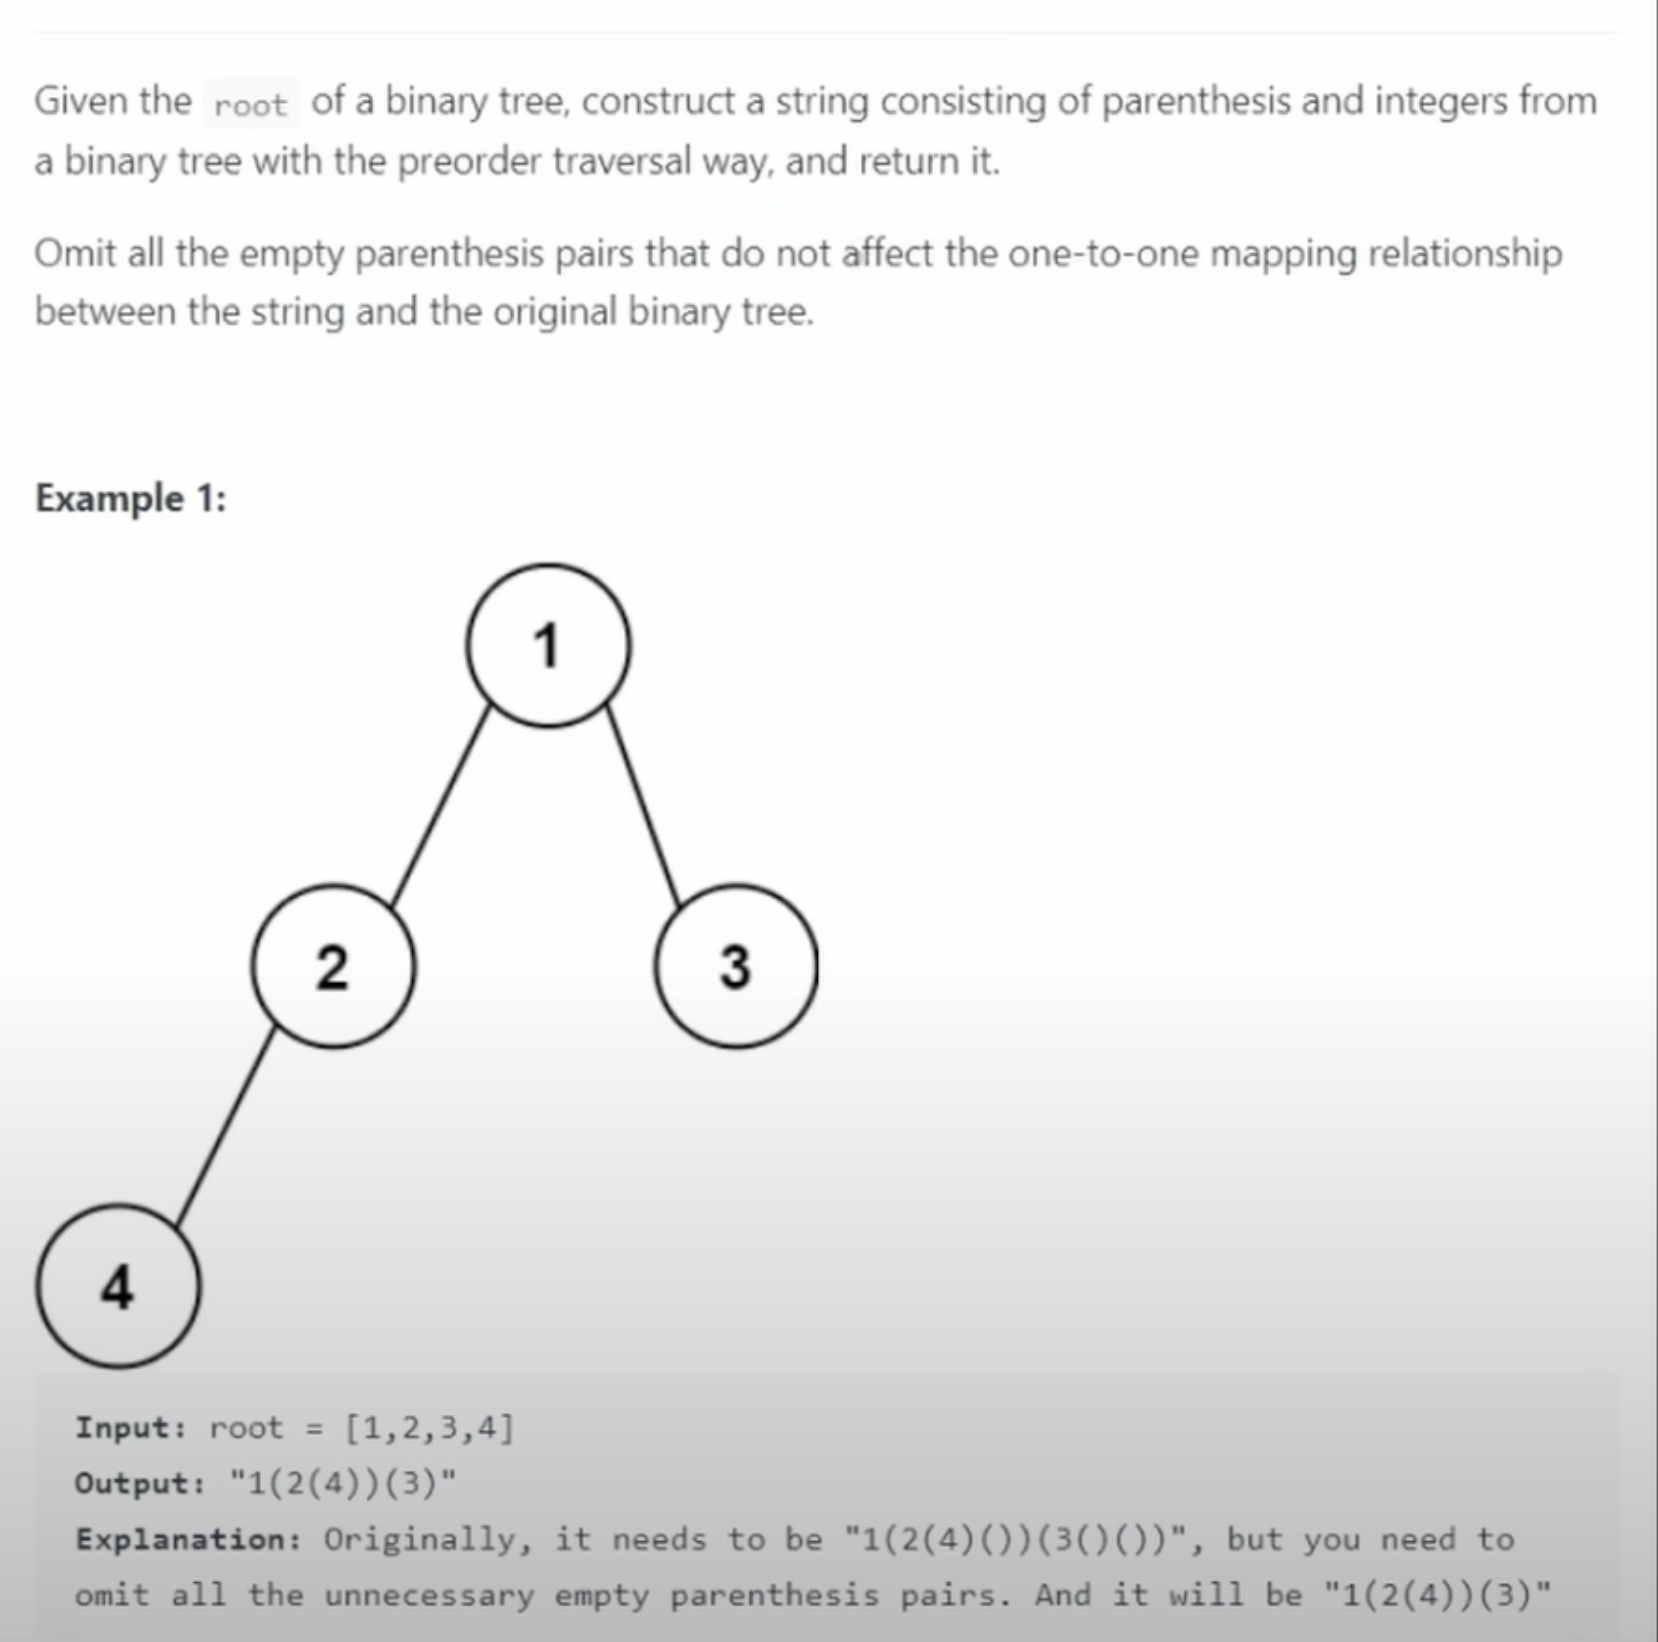 Given the root of a binary tree, construct a string consisting of parenthesis and integers from
a binary tree with the preorder traversal way, and return it.
Omit all the empty parenthesis pairs that do not affect the one-to-one mapping relationship
between the string and the original binary tree.
Example 1:
1
2
3
4
Input: root = [1,2,3,4]
Output: "1(2(4))(3)"
Explanation: Originally, it needs to be "1(2(4)())(3()())", but you need to
omit all the unnecessary empty parenthesis pairs. And it will be "1(2(4))(3)"